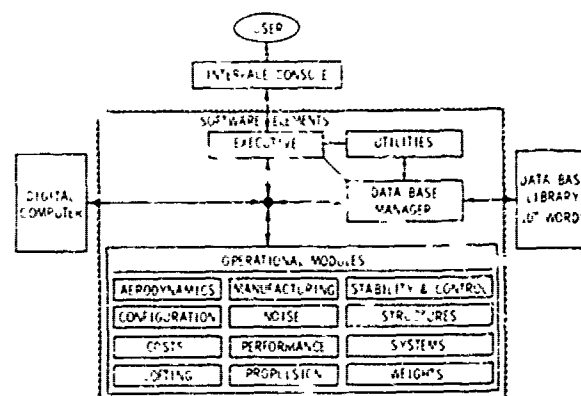 USER
INTERFACE CONSOLE
SOFTWARE ELEMENTS
EXECUTIVE
UTILITIES
DIGITAL
COMPUTER
DATA BASE
MANAGER
DATA BASE
LIBRARY
WORDS
OPERATIONAL MODULES
AERODYNAMICS
MANUFACTURING
STABILITY & CONTROL
CONFIGURATION
NOISE
STRUCTURES
COSTS
PERFORMANCE
SYSTEMS
LOFTING
PROPULSION
WEIGHTS